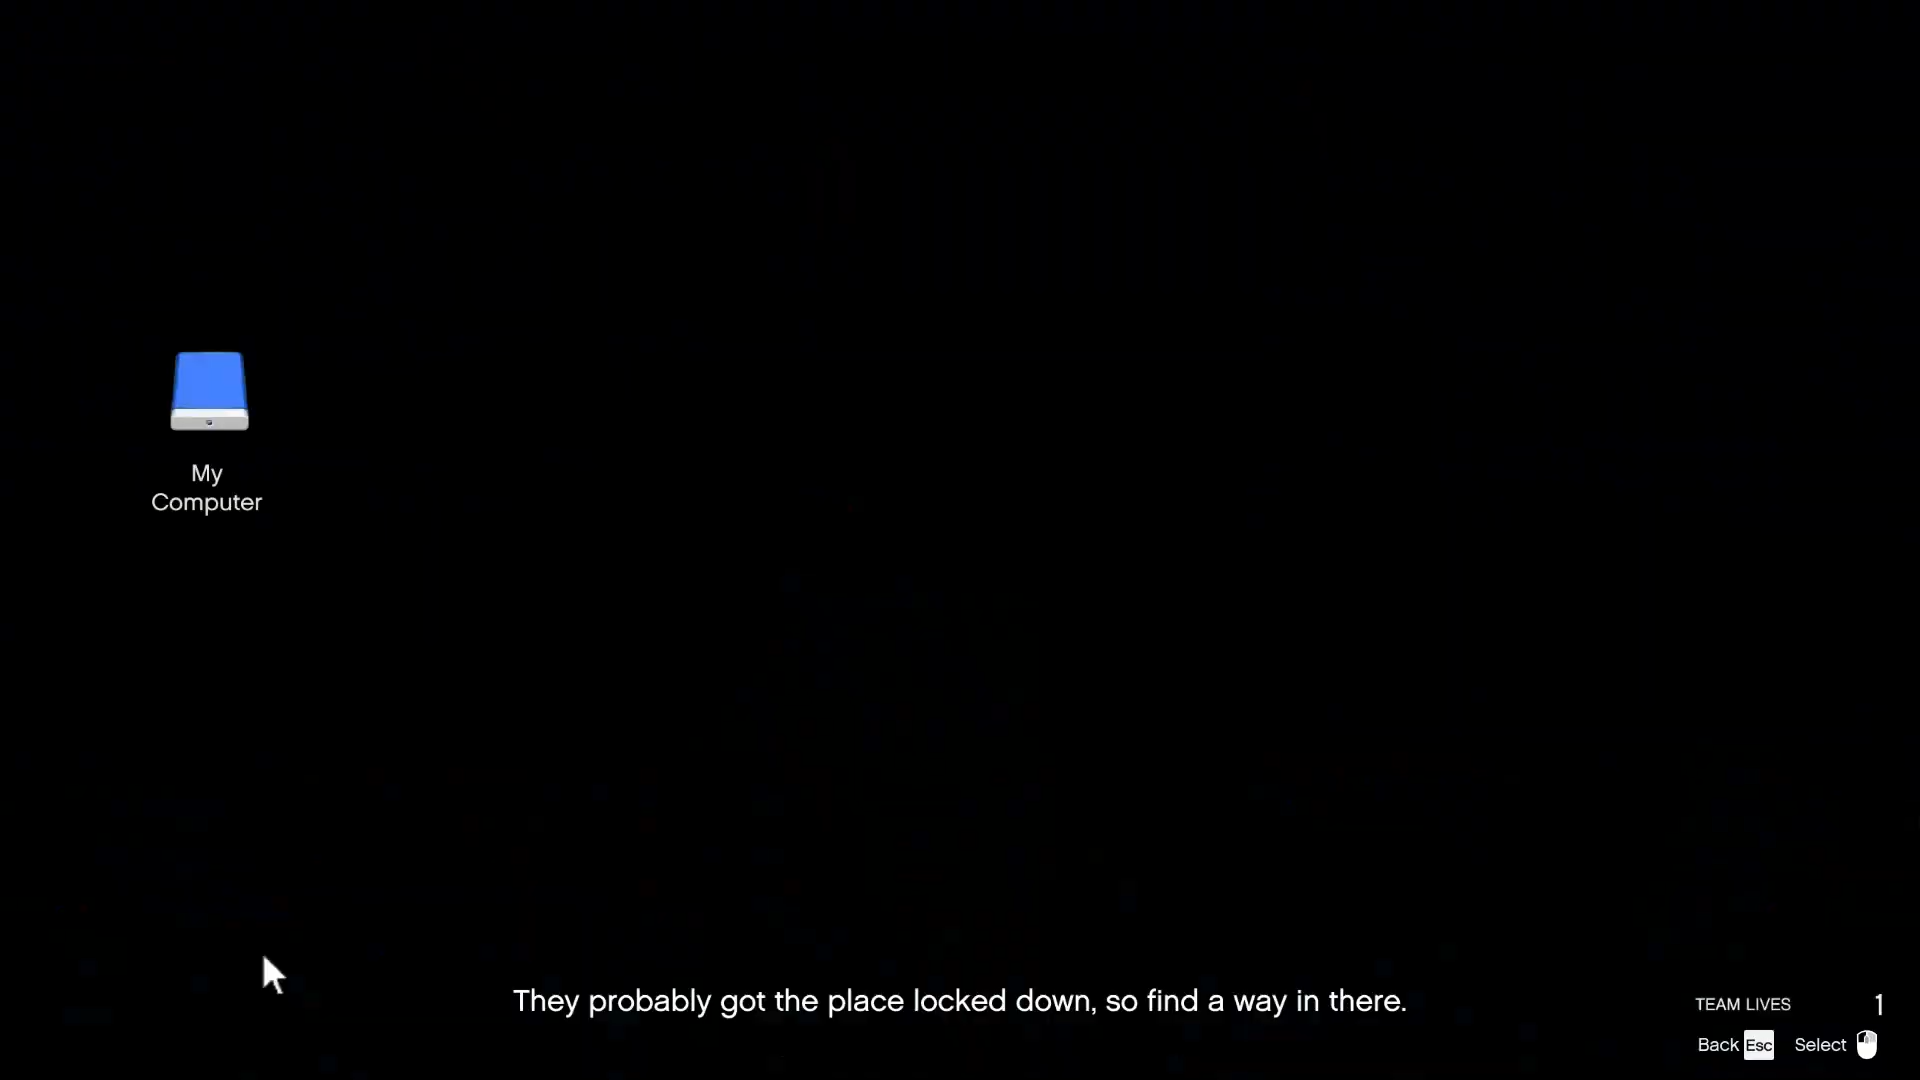 My
Computer
They probably got the place locked down, so find a way in there.
TEAM LIVES 1
Back Esc Select